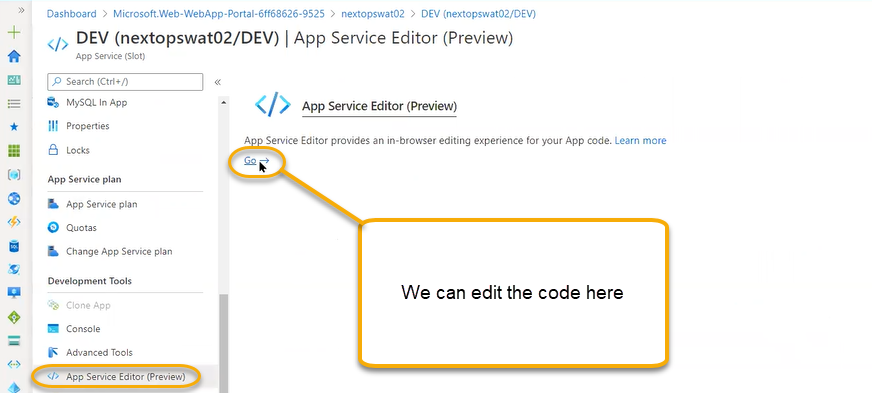 Dashboard > Microsoft.Web-WebApp-Portal-6ff68626-9525 > nextopswat02 > DEV (nextopswat02/DEV)
DEV (nextopswat02/DEV) | App Service Editor (Preview)
App Service (Slot)
Search (Ctrl+/)
MySQL In App
Properties
Locks
App Service plan
App Service plan
Quotas
Change App Service plan
Development Tools
Clone App
Console
Advanced Tools
App Service Editor (Preview)
App Service Editor (Preview)
App Service Editor provides an in-browser editing experience for your App code. Learn more
Go →
We can edit the code here